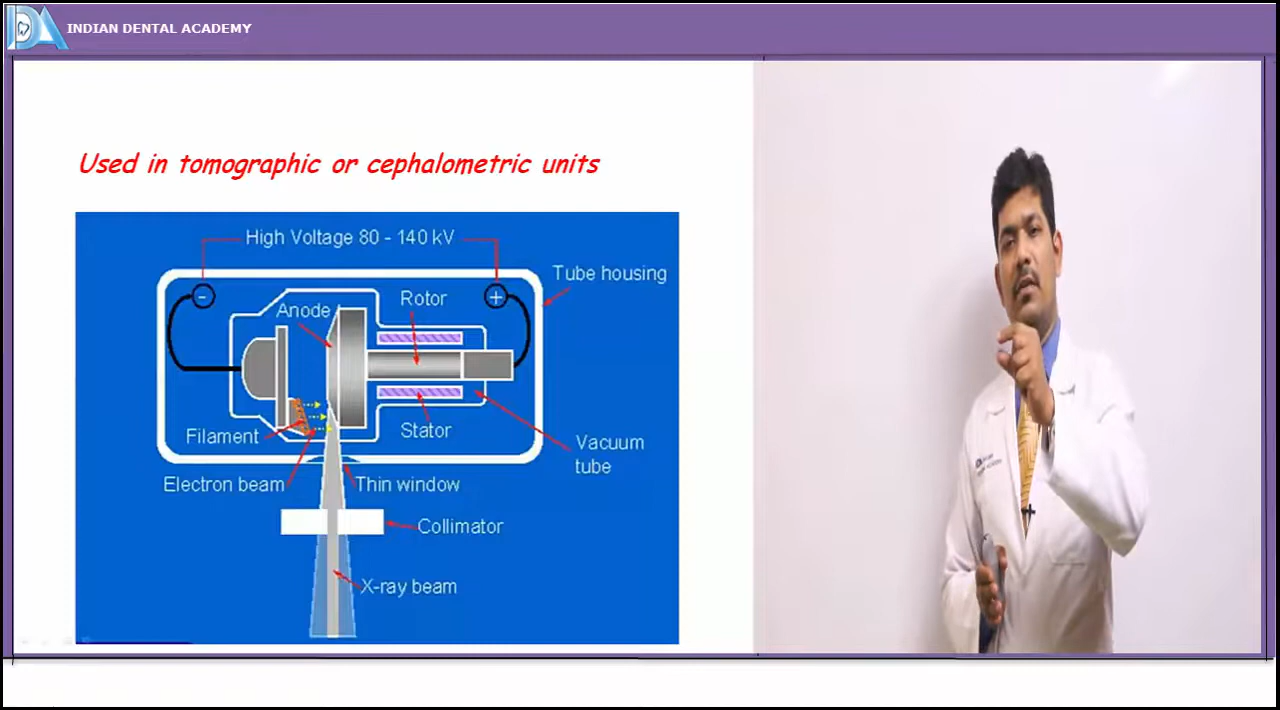 INDIAN DENTAL ACADEMY
Used in tomographic or cephalometric units
High Voltage 80 - 140 kV
Tube housing
-
+
Anode
Rotor
Filament
Stator
Vacuum
tube
Electron beam
Thin window
Collimator
X-ray beam